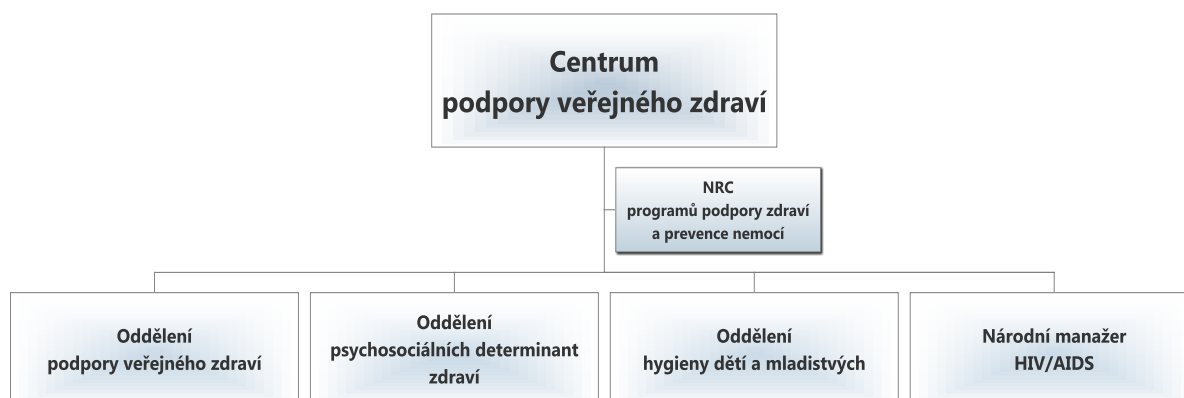 Centrum
podpory veřejného zdraví
NRC
programů podpory zdraví
a prevence nemocí
Oddělení
podpory veřejného zdraví
Oddělení
psychosociálních determinant
zdraví
Oddělení
hygieny dětí a mladistvých
Národní manažer
HIV/AIDS